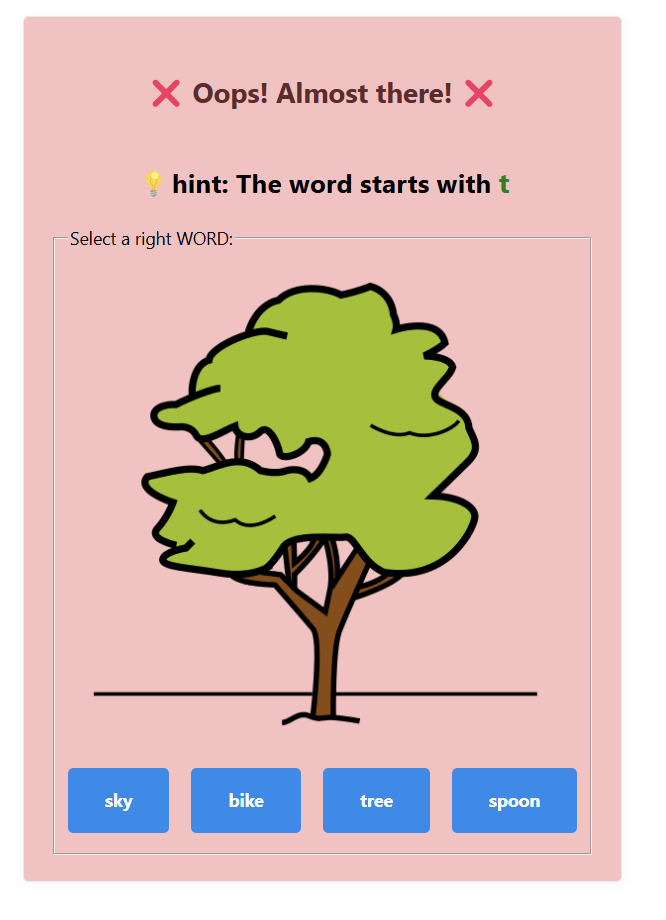 ❌ Oops! Almost there! ❌
💡 hint: The word starts with t
Select a right WORD:
sky bike tree spoon